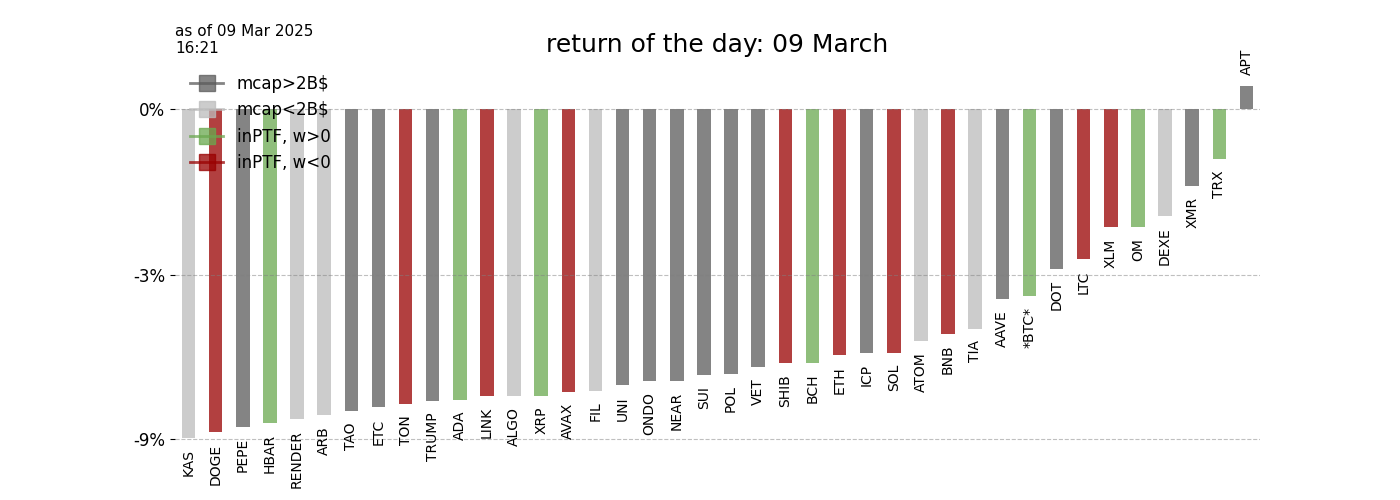 as of 09 Mar 2025
16:21
return of the day: 09 March
mcap>2B$
mcap<2B$
inPTF, w>0
inPTF, w<0
0%
-3%
-9%
KAS
DOGE
PEPE
HBAR
RENDER
ARB
TAO
ETC
TON
TRUMP
ADA
LINK
ALGO
XRP
AVAX
FIL
UNI
ONDO
NEAR
SUI
POL
VET
SHIB
BCH
ETH
ICP
SOL
ATOM
BNB
TIA
AAVE
*BTC*
DOT
LTC
XLM
OM
DEXE
XMR
TRX
APT